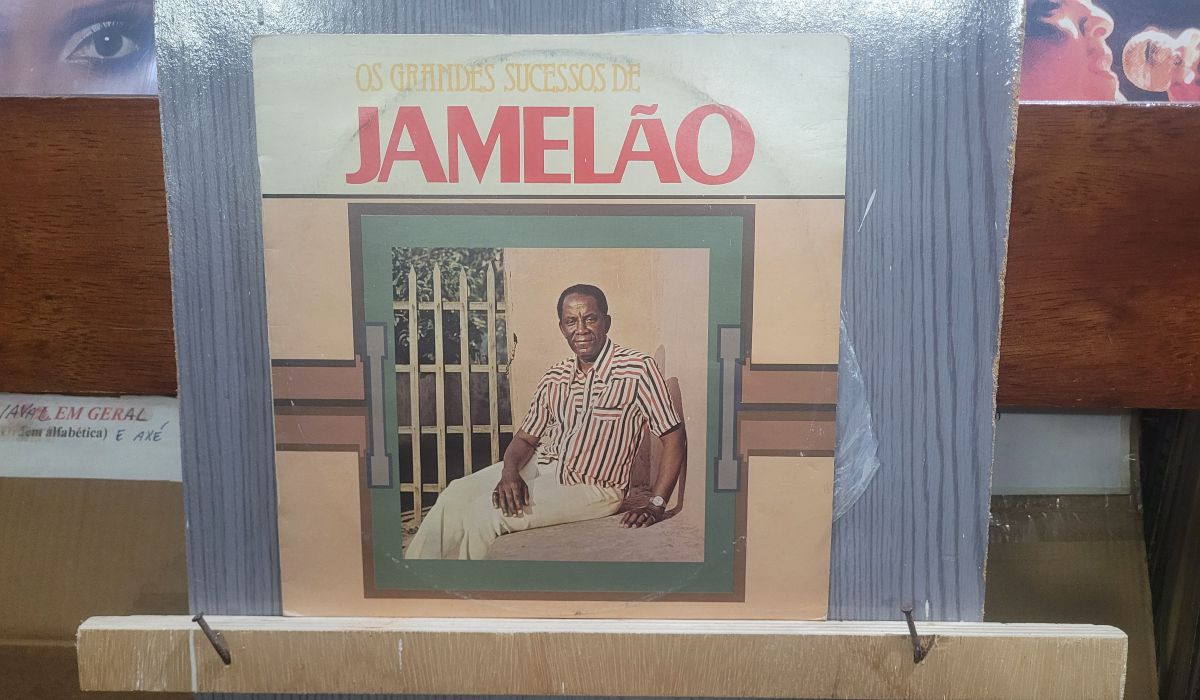 OS GRANDES SUCESSOS DE
JAMELÃO
EM GERAL
alfabética) E AXÉ